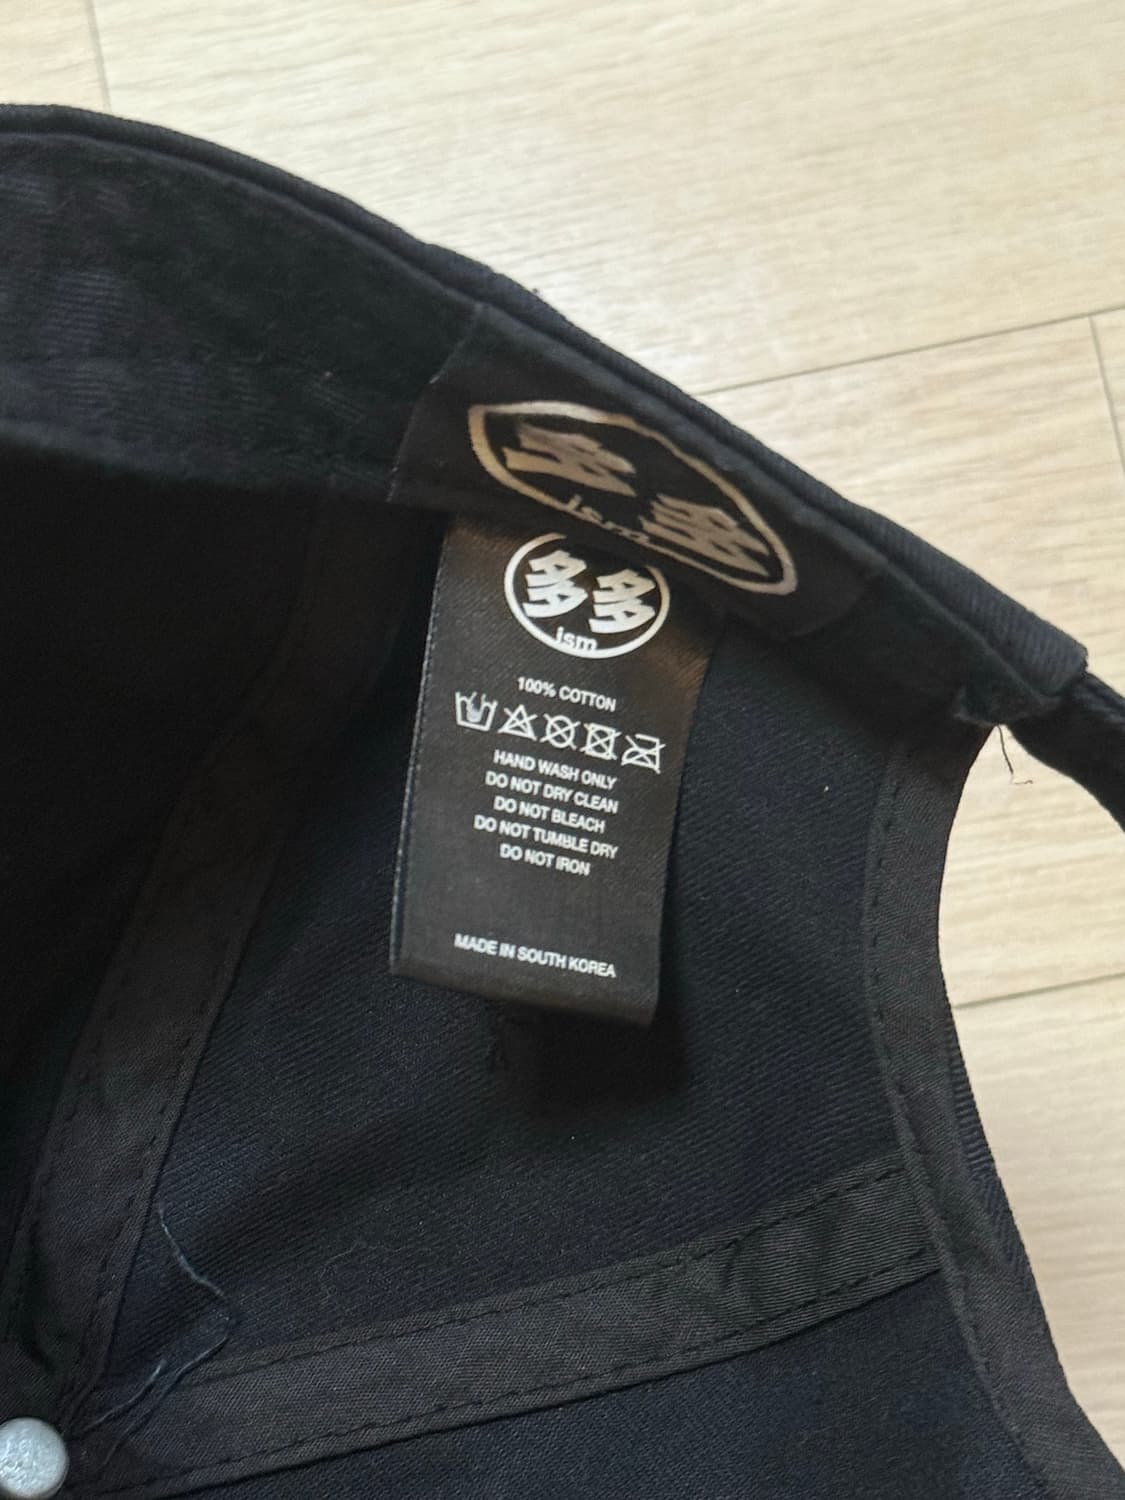 多多
ism
多多
ism
100% COTTON
HAND WASH ONLY
DO NOT DRY CLEAN
DO NOT BLEACH
DO NOT TUMBLE DRY
DO NOT IRON
MADE IN SOUTH KOREA